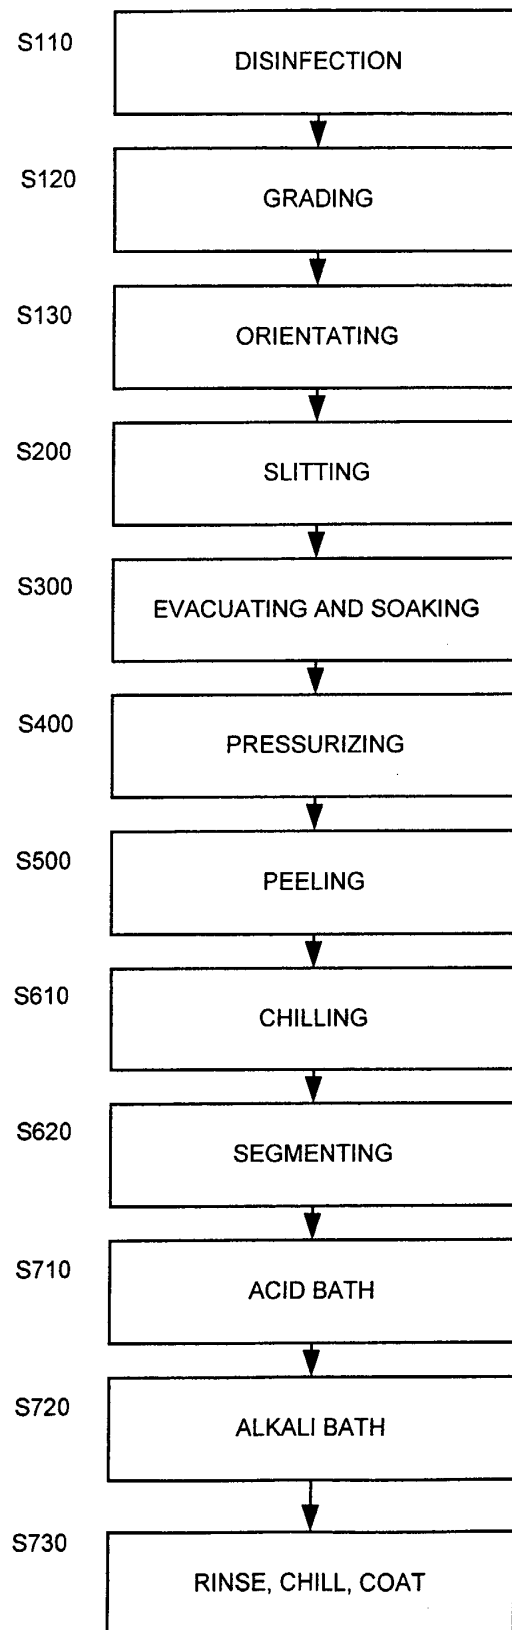 S110
DISINFECTION
S120
GRADING
S130
ORIENTATING
S200
SLITTING
S300
EVACUATING AND SOAKING
S400
PRESSURIZING
S500
PEELING
S610
CHILLING
S620
SEGMENTING
S710
ACID BATH
S720
ALKALI BATH
S730
RINSE, CHILL, COAT